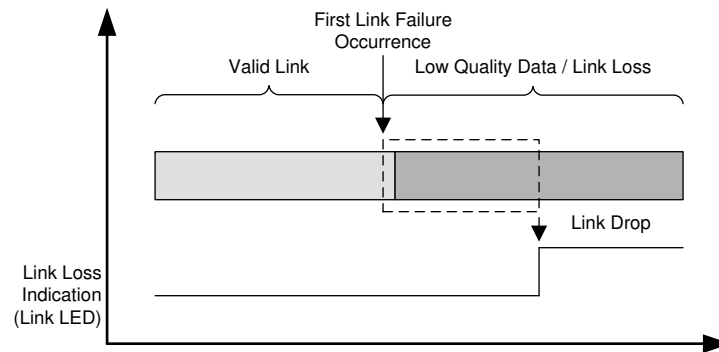 First Link Failure
Occurrence
Valid Link
Low Quality Data / Link Loss
Link Drop
Link Loss
Indication
(Link LED)